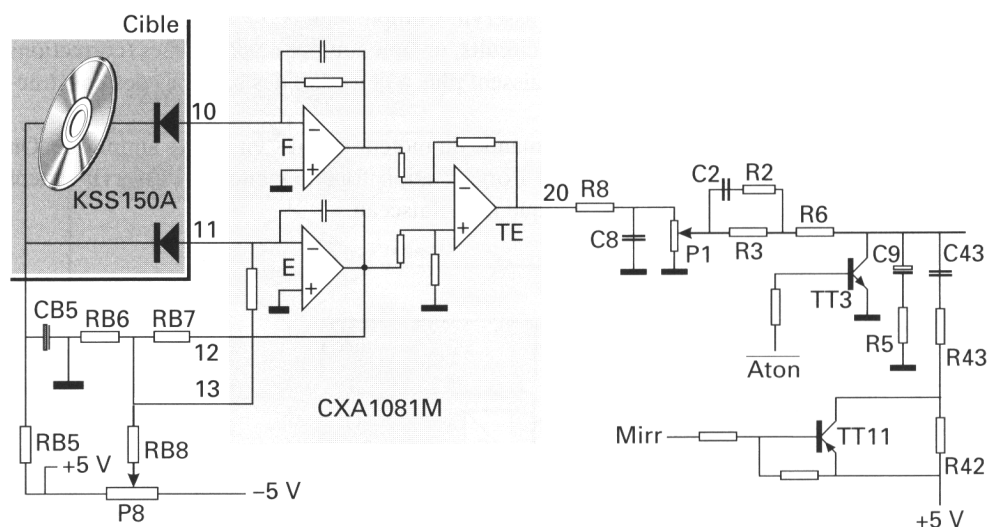 Cible
10
KSS150A
11
F
E
TE
20
R8
C8
P1
C2
R2
R3
R6
C9
C43
TT3
R5
R43
Aton
CB5
RB6
RB7
12
13
CXA1081M
RB5
RB8
+5 V
P8
−5 V
Mirr
TT11
R42
+5 V